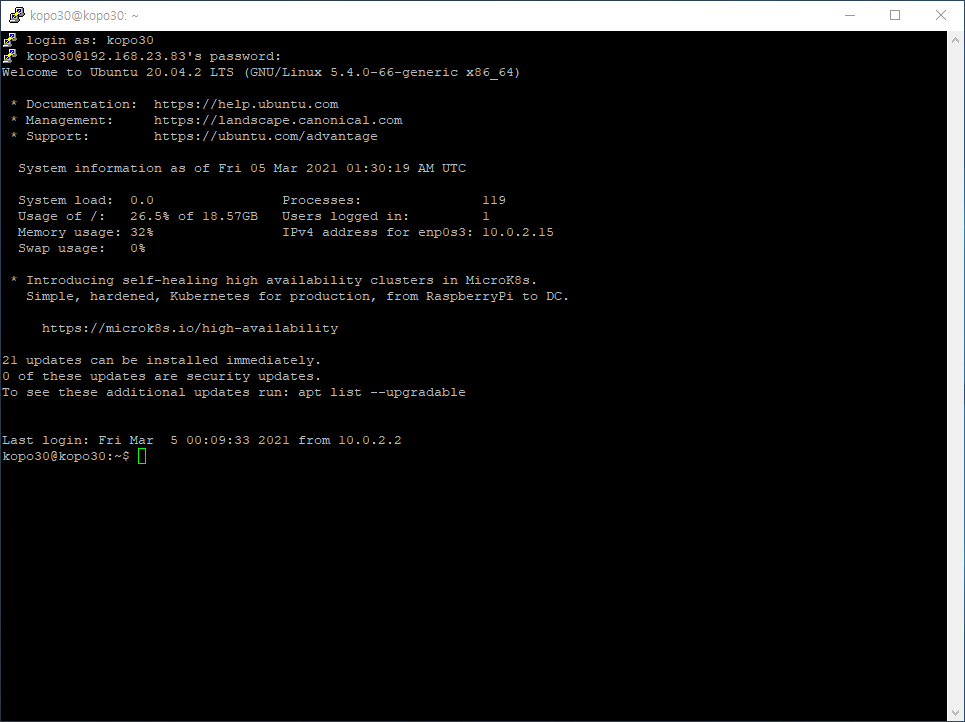 kopo30@kopo30: ~
login as: kopo30
kopo30@192.168.23.83's password:
Welcome to Ubuntu 20.04.2 LTS (GNU/Linux 5.4.0-66-generic x86_64)
* Documentation:  https://help.ubuntu.com
* Management:     https://landscape.canonical.com
* Support:        https://ubuntu.com/advantage
System information as of Fri 05 Mar 2021 01:30:19 AM UTC
System load:  0.0                Processes:               119
Usage of /:   26.5% of 18.57GB   Users logged in:         1
Memory usage: 32%                IPv4 address for enp0s3: 10.0.2.15
Swap usage:   0%
* Introducing self-healing high availability clusters in MicroK8s.
Simple, hardened, Kubernetes for production, from RaspberryPi to DC.
https://microk8s.io/high-availability
21 updates can be installed immediately.
0 of these updates are security updates.
To see these additional updates run: apt list --upgradable
Last login: Fri Mar  5 00:09:33 2021 from 10.0.2.2
kopo30@kopo30:~$